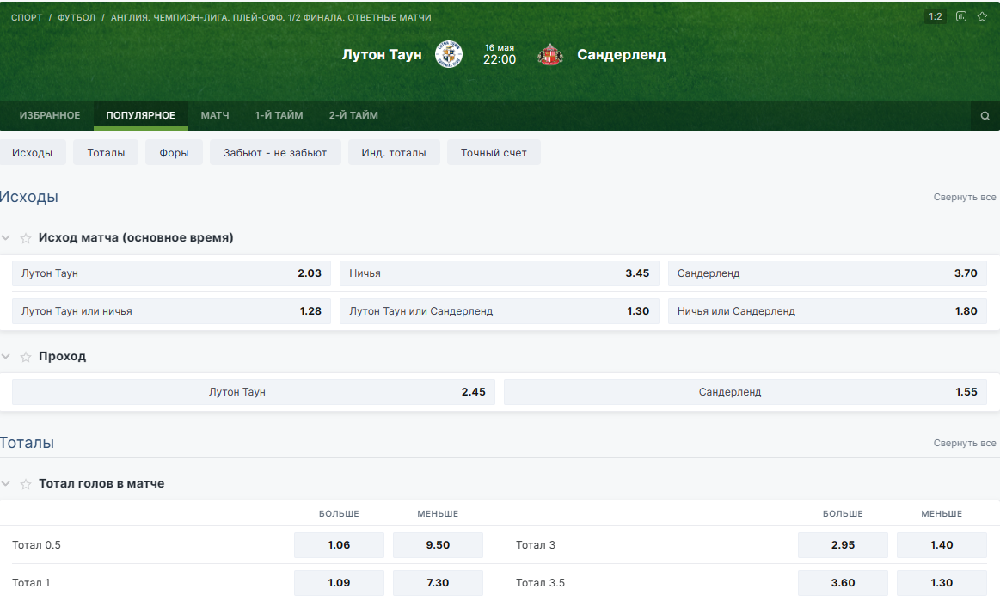 СПОРТ / ФУТБОЛ / АНГЛИЯ. ЧЕМПИОН-ЛИГА. ПЛЕЙ-ОФФ. 1/2 ФИНАЛА. ОТВЕТНЫЕ МАТЧИ 1:2
Лутон Таун 16 мая 22:00 Сандерленд
ИЗБРАННОЕ ПОПУЛЯРНОЕ МАТЧ 1-Й ТАЙМ 2-Й ТАЙМ
Исходы Тоталы Форы Забьют - не забьют Инд. тоталы Точный счет
Исходы Свернуть все
Исход матча (основное время)
Лутон Таун 2.03 Ничья 3.45 Сандерленд 3.70
Лутон Таун или ничья 1.28 Лутон Таун или Сандерленд 1.30 Ничья или Сандерленд 1.80
Проход
Лутон Таун 2.45 Сандерленд 1.55
Тоталы Свернуть все
Тотал голов в матче
БОЛЬШЕ МЕНЬШЕ БОЛЬШЕ МЕНЬШЕ
Тотал 0.5 1.06 9.50 Тотал 3 2.95 1.40
Тотал 1 1.09 7.30 Тотал 3.5 3.60 1.30